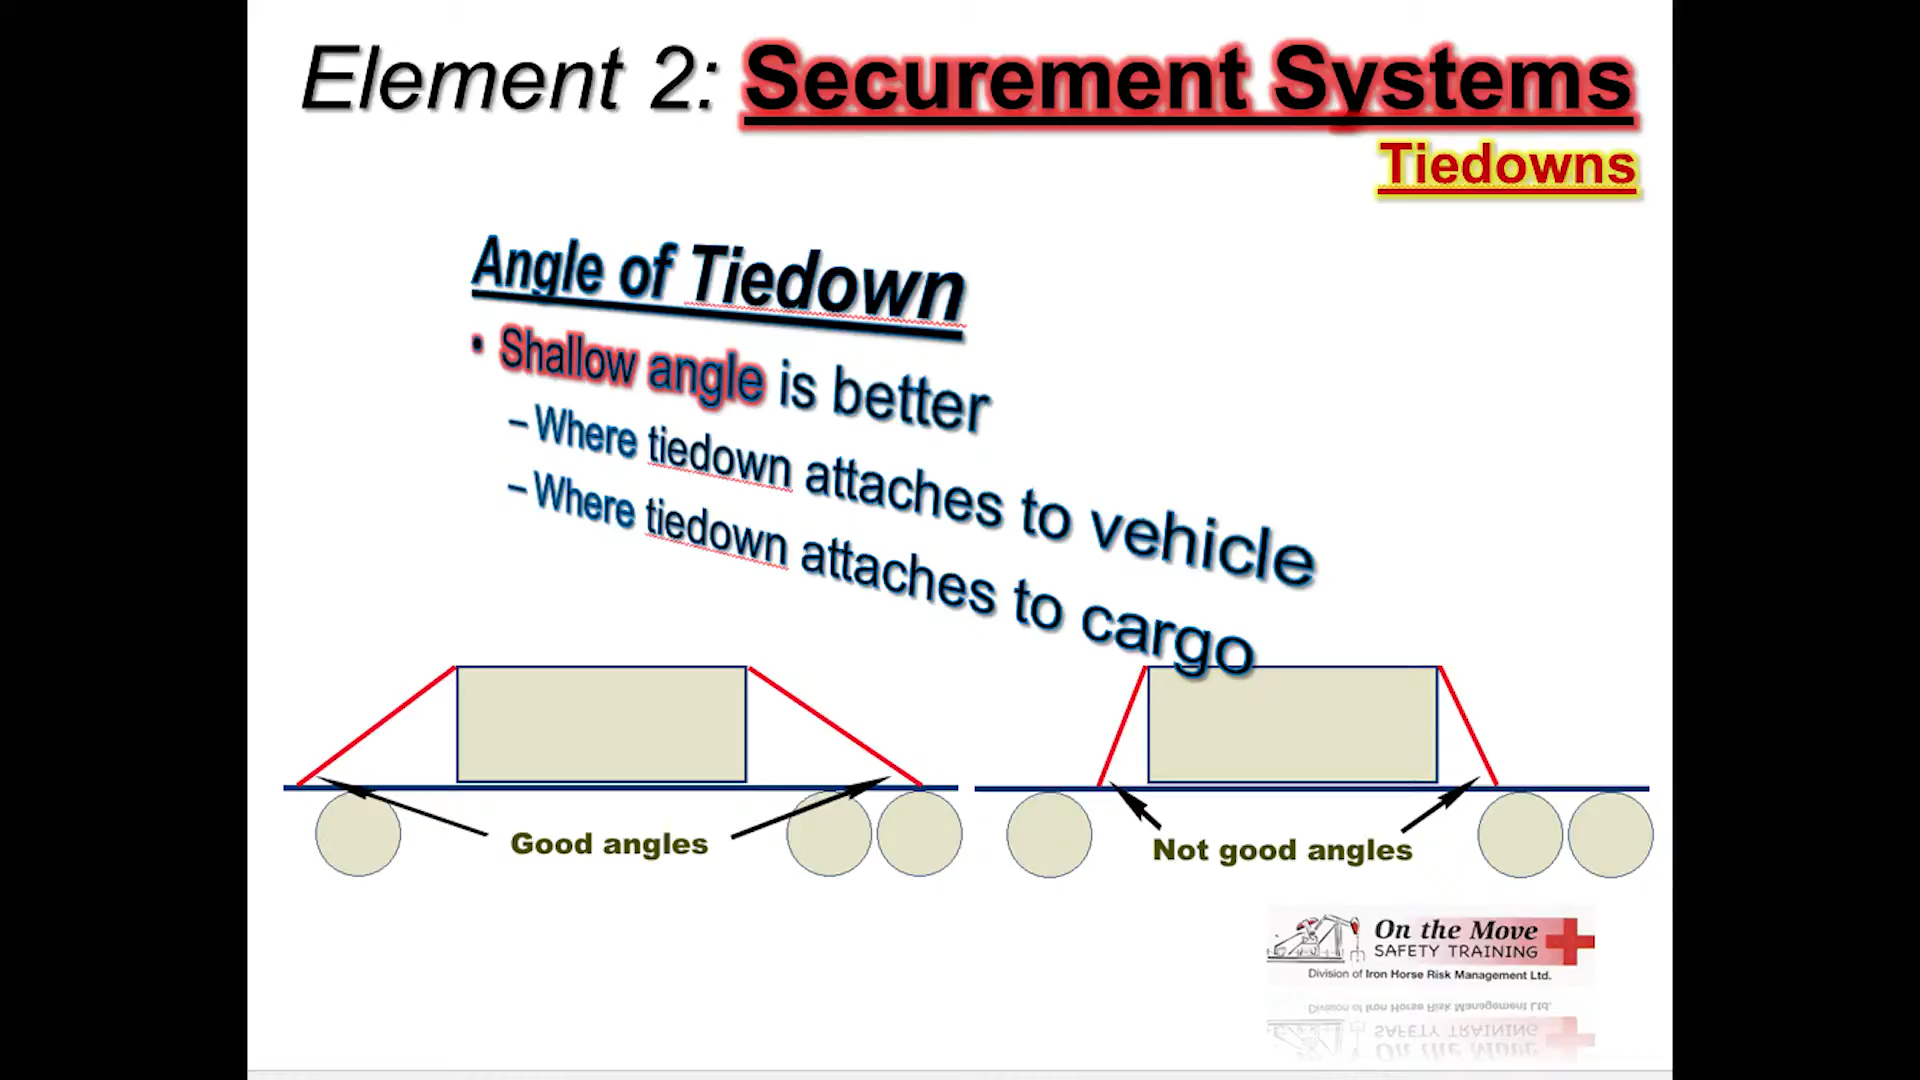 Element 2: Securement Systems
Tiedowns
Angle of Tiedown
• Shallow angle is better
– Where tiedown attaches to vehicle
– Where tiedown attaches to cargo
Good angles
Not good angles
On the Move
SAFETY TRAINING
Division of Iron Horse Risk Management Ltd.